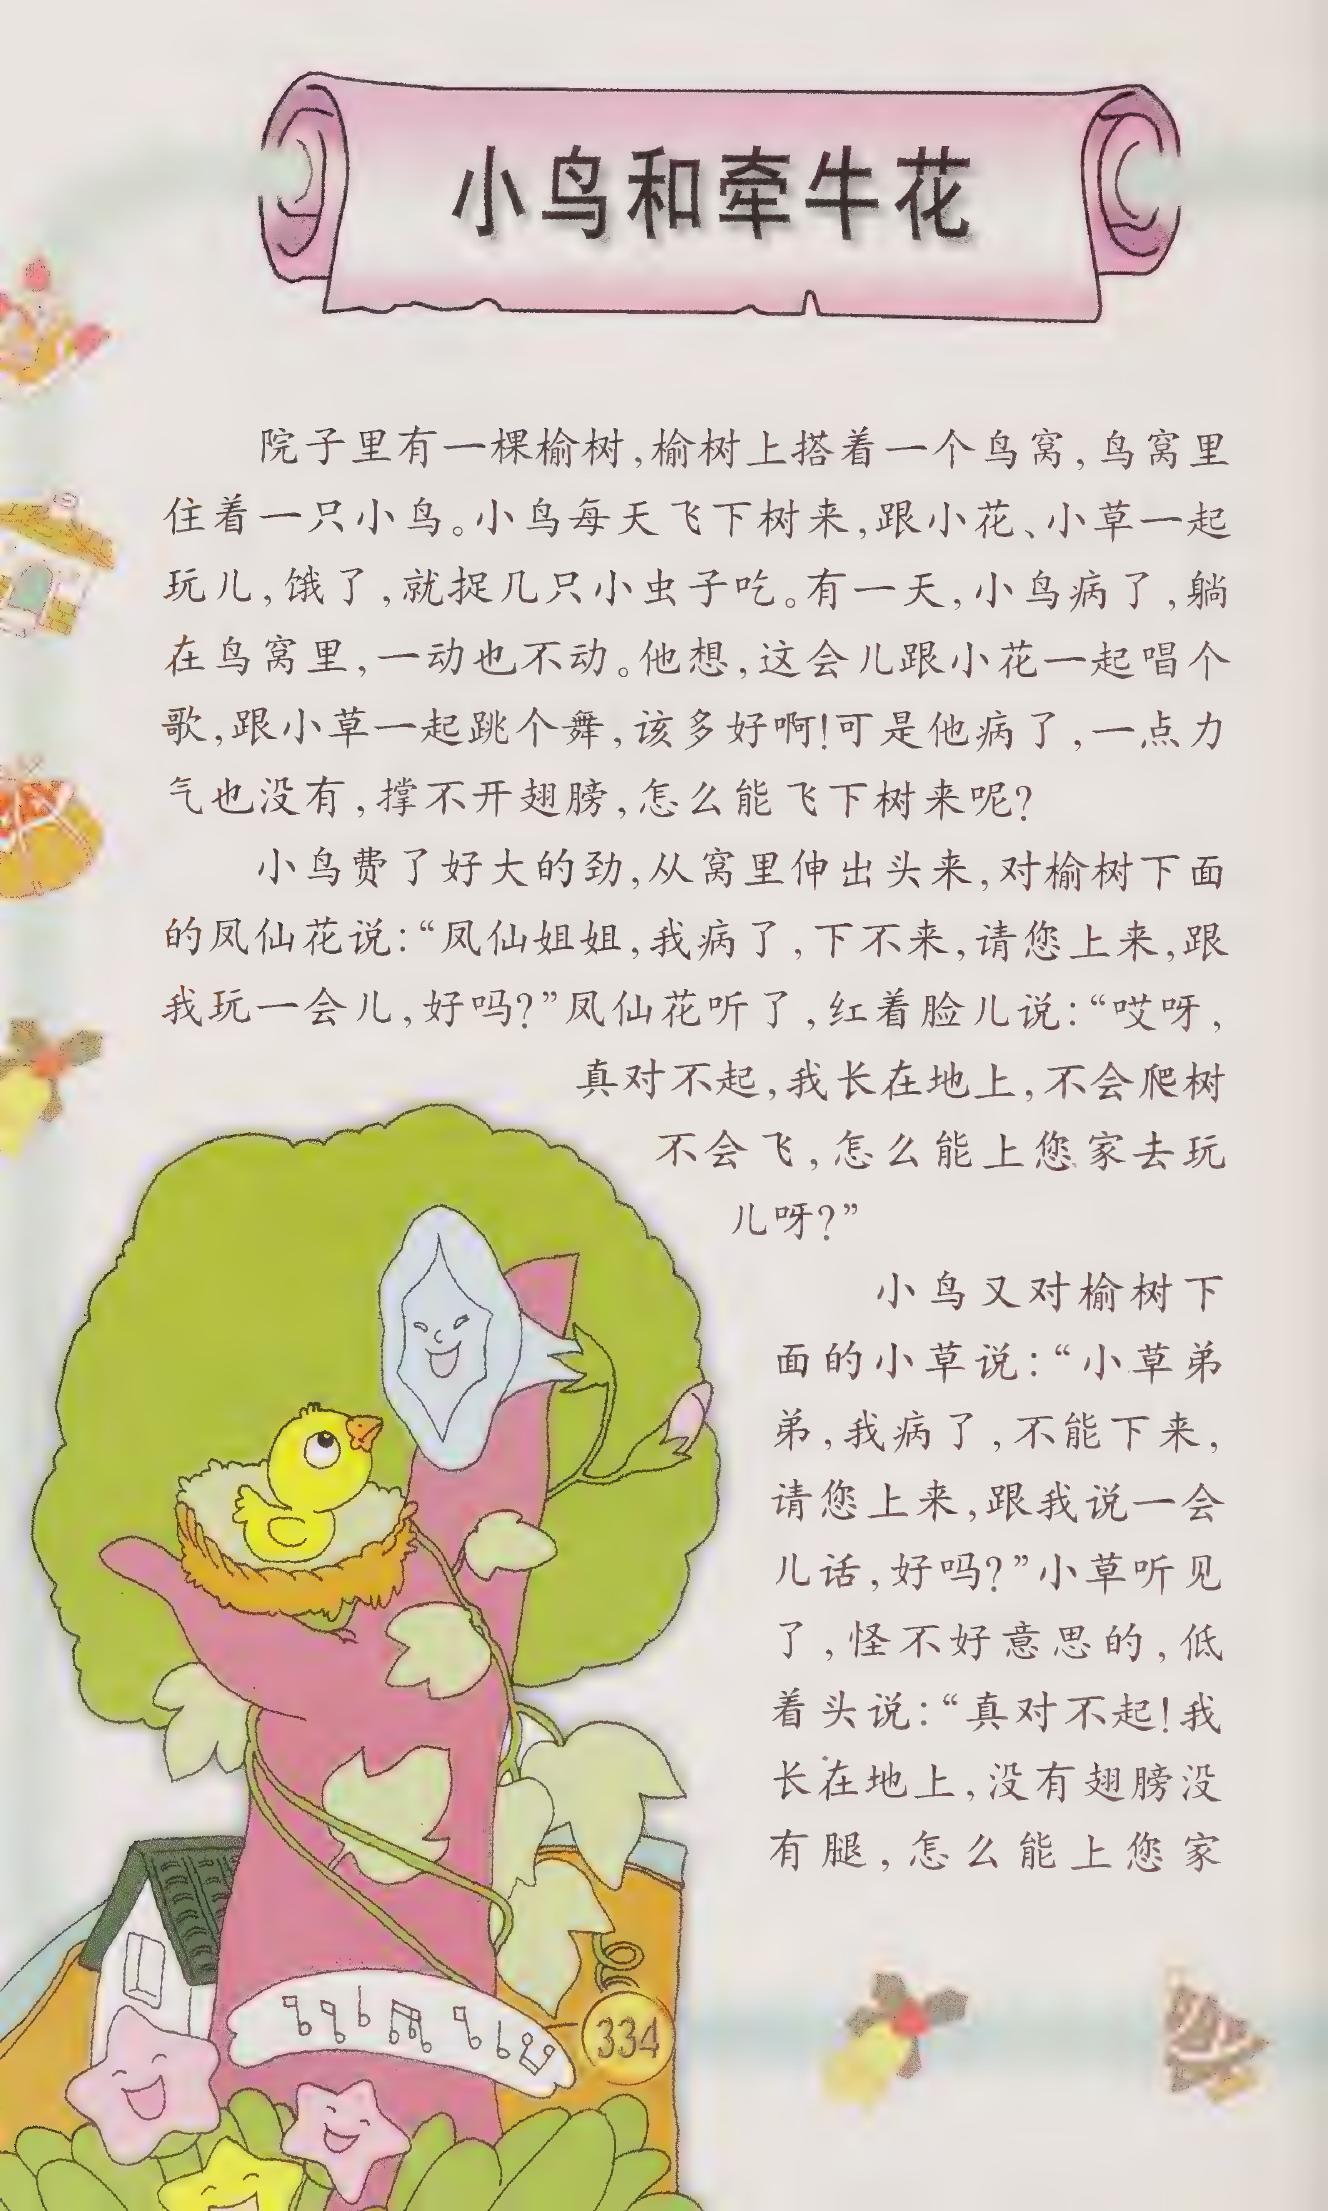 小鸟和牵牛花
院子里有一棵榆树,榆树上搭着一个鸟窝,鸟窝里
住着一只小鸟。小鸟每天飞下树来,跟小花、小草一起
玩儿,饿了,就捉几只小虫子吃。有一天,小鸟病了,躺
在鸟窝里,一动也不动。他想,这会儿跟小花一起唱个
歌,跟小草一起跳个舞,该多好啊!可是他病了,一点力
气也没有,撑不开翅膀,怎么能飞下树来呢?
小鸟费了好大的劲,从窝里伸出头来,对榆树下面
的凤仙花说:“凤仙姐姐,我病了,下不来,请您上来,跟
我玩一会儿,好吗?”凤仙花听了,红着脸儿说:“哎呀,
真对不起,我长在地上,不会爬树
不会飞,怎么能上您家去玩
儿呀?”
小鸟又对榆树下
面的小草说:“小草弟
弟,我病了,不能下来,
请您上来,跟我说一会
儿话,好吗?”小草听见
了,怪不好意思的,低
着头说:“真对不起!我
长在地上,没有翅膀没
有腿,怎么能上您家
334